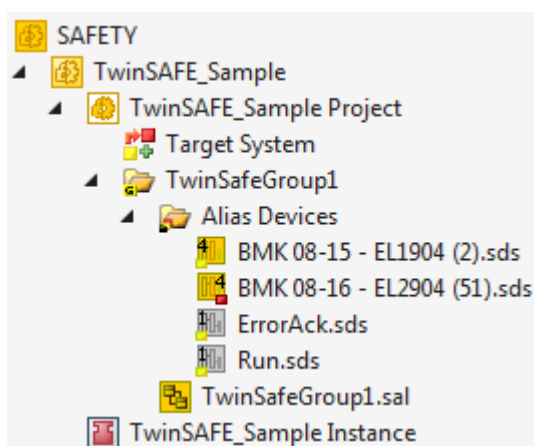 SAFETY
TwinSAFE_Sample
TwinSAFE_Sample Project
Target System
TwinSafeGroup1
Alias Devices
BMK 08-15 - EL1904 (2).sds
BMK 08-16 - EL2904 (51).sds
ErrorAck.sds
Run.sds
TwinSafeGroup1.sal
TwinSAFE_Sample Instance